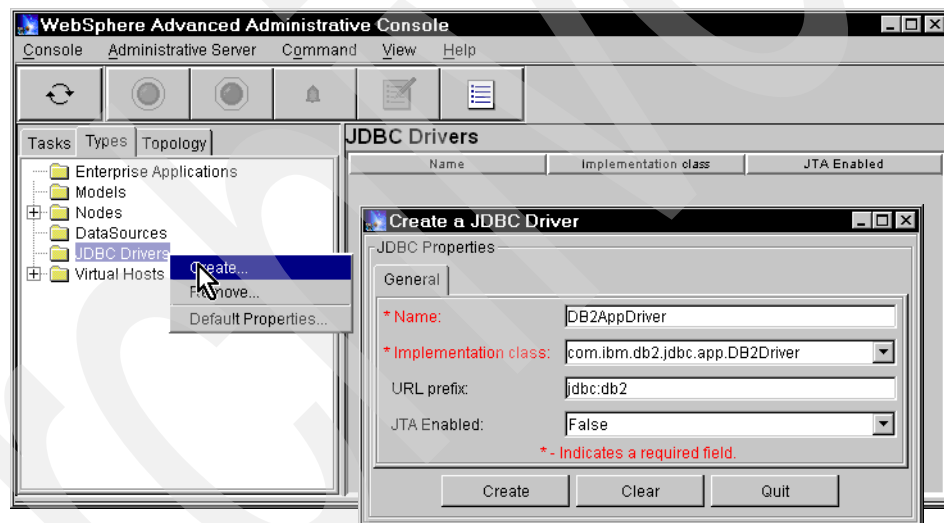 WebSphere Advanced Administrative Console
Console Administrative Server Command View Help
Tasks Types Topology
JDBC Drivers
Name Implementation class JTA Enabled
Enterprise Applications
Models
Nodes
DataSources
JDBC Drivers
Virtual Hosts
Create...
Remove...
Default Properties...
Create a JDBC Driver
JDBC Properties
General
* Name: DB2AppDriver
* Implementation class: com.ibm.db2.jdbc.app.DB2Driver
URL prefix: jdbc:db2
JTA Enabled: False
* - Indicates a required field.
Create Clear Quit